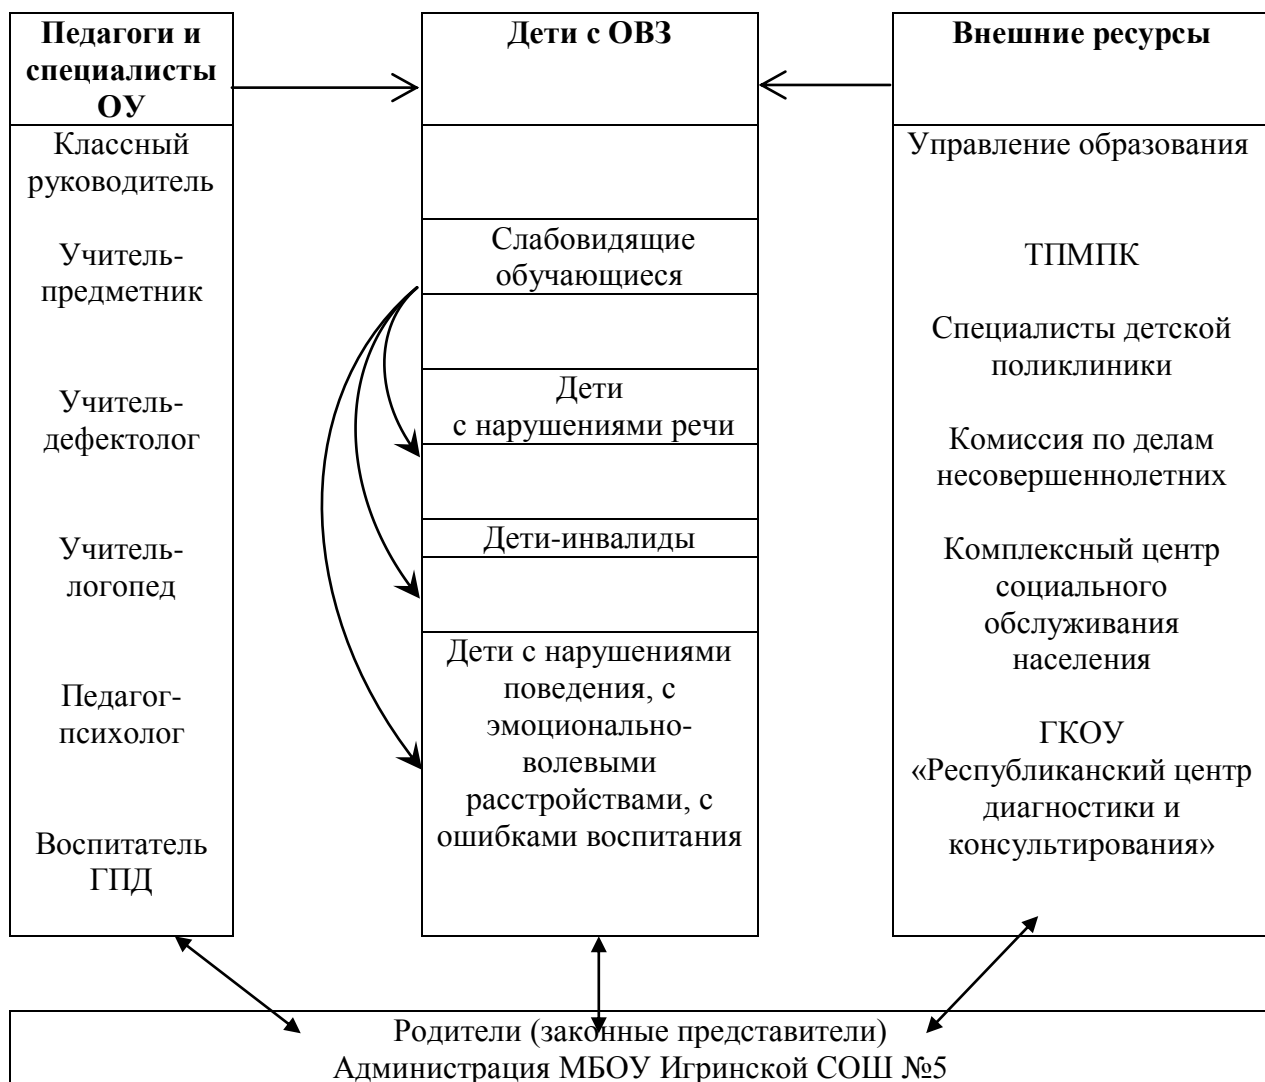 Педагоги и
специалисты
ОУ
Классный
руководитель
Учитель-
предметник
Учитель-
дефектолог
Учитель-
логопед
Педагог-
психолог
Воспитатель
ГПД
Дети с ОВЗ
Слабовидящие
обучающиеся
Дети
с нарушениями речи
Дети-инвалиды
Дети с нарушениями
поведения, с
эмоционально-
волевыми
расстройствами, с
ошибками воспитания
Внешние ресурсы
Управление образования
ТПМПК
Специалисты детской
поликлиники
Комиссия по делам
несовершеннолетних
Комплексный центр
социального
обслуживания
населения
ГКОУ
«Республиканский центр
диагностики и
консультирования»
Родители (законные представители)
Администрация МБОУ Игринской СОШ №5